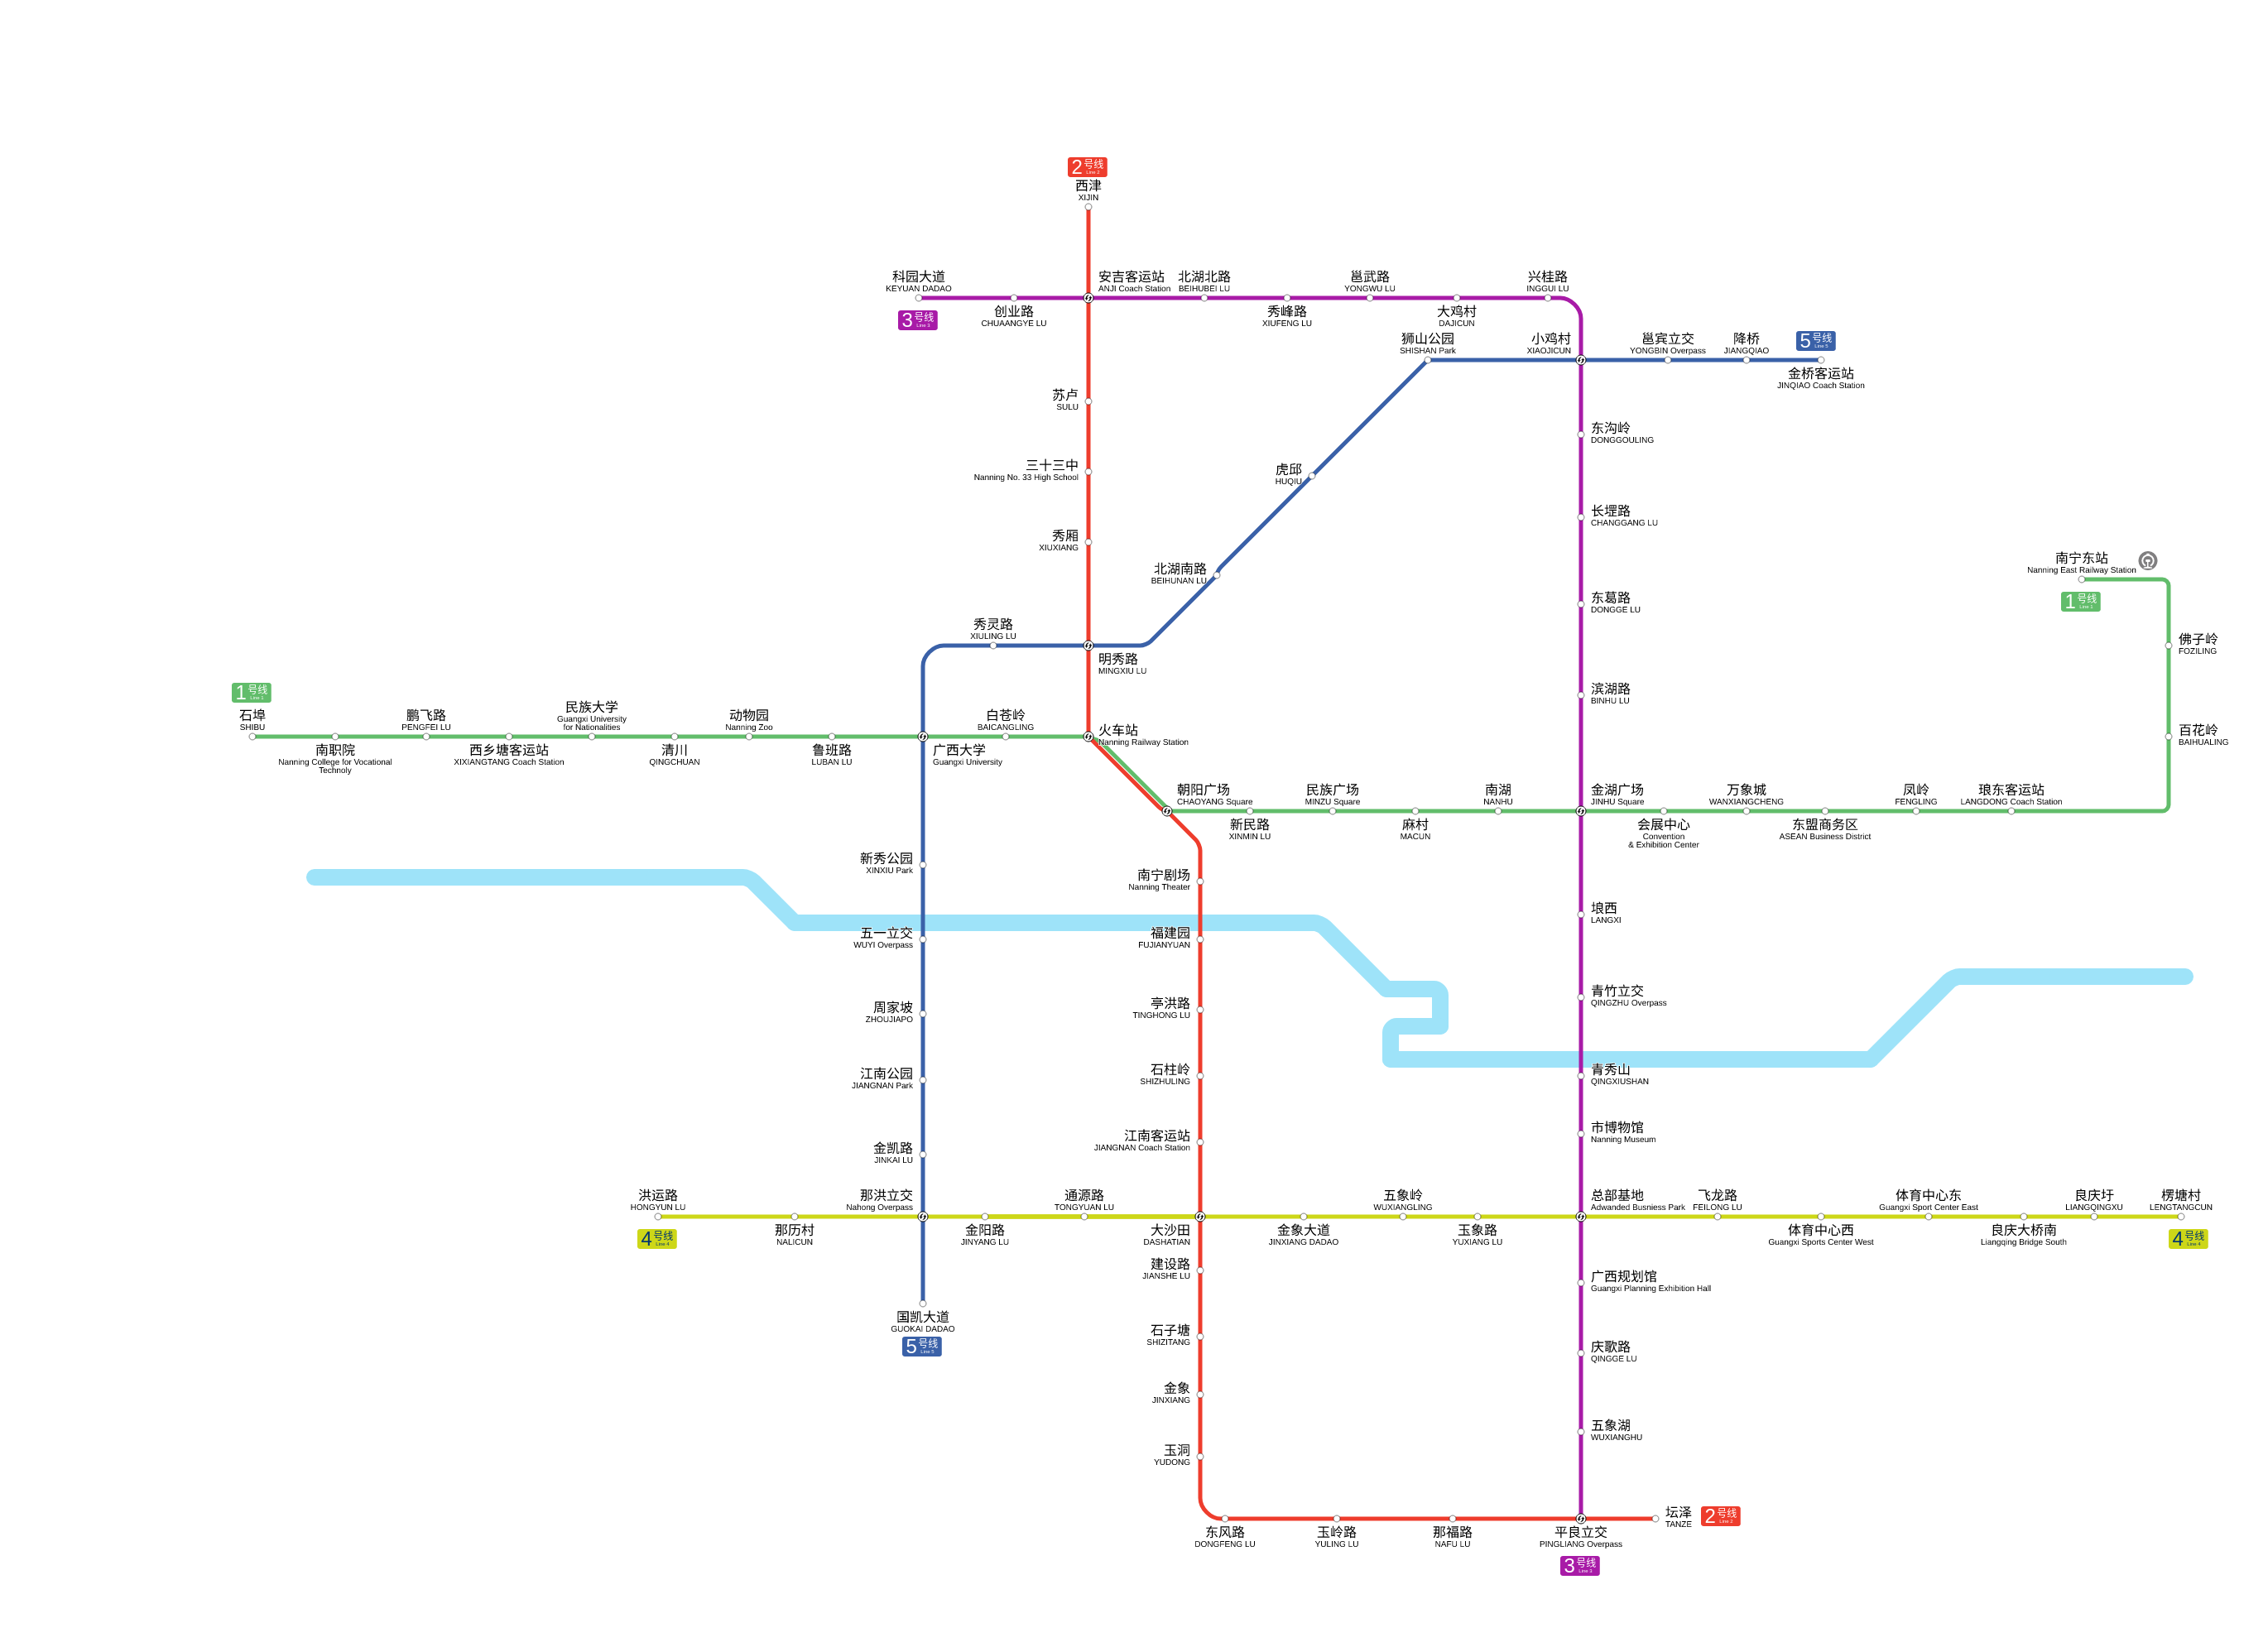 2号线
Line 2
西津
XIJIN
科园大道
KEYUAN DADAO
3号线
Line 3
创业路
CHUAANGYE LU
安吉客运站
ANJI Coach Station
北湖北路
BEIHUBEI LU
秀峰路
XIUFENG LU
邕武路
YONGWU LU
大鸡村
DAJICUN
兴桂路
INGGUI LU
狮山公园
SHISHAN Park
小鸡村
XIAOJICUN
邕宾立交
YONGBIN Overpass
降桥
JIANGQIAO
5号线
Line 5
金桥客运站
JINQIAO Coach Station
苏卢
SULU
三十三中
Nanning No. 33 High School
秀厢
XIUXIANG
虎邱
HUQIU
北湖南路
BEIHUNAN LU
秀灵路
XIULING LU
明秀路
MINGXIU LU
东沟岭
DONGGOULING
长堽路
CHANGGANG LU
东葛路
DONGGE LU
滨湖路
BINHU LU
南宁东站
Nanning East Railway Station
1号线
Line 1
佛子岭
FOZILING
百花岭
BAIHUALING
1号线
Line 1
石埠
SHIBU
南职院
Nanning College for Vocational
Technoly
鹏飞路
PENGFEI LU
西乡塘客运站
XIXIANGTANG Coach Station
民族大学
Guangxi University
for Nationalities
清川
QINGCHUAN
动物园
Nanning Zoo
鲁班路
LUBAN LU
广西大学
Guangxi University
白苍岭
BAICANGLING
火车站
Nanning Railway Station
朝阳广场
CHAOYANG Square
新民路
XINMIN LU
民族广场
MINZU Square
麻村
MACUN
南湖
NANHU
金湖广场
JINHU Square
会展中心
Convention
& Exhibition Center
万象城
WANXIANGCHENG
东盟商务区
ASEAN Business District
凤岭
FENGLING
琅东客运站
LANGDONG Coach Station
新秀公园
XINXIU Park
五一立交
WUYI Overpass
周家坡
ZHOUJIAPO
江南公园
JIANGNAN Park
金凯路
JINKAI LU
南宁剧场
Nanning Theater
福建园
FUJIANYUAN
亭洪路
TINGHONG LU
石柱岭
SHIZHULING
江南客运站
JIANGNAN Coach Station
埌西
LANGXI
青竹立交
QINGZHU Overpass
青秀山
QINGXIUSHAN
市博物馆
Nanning Museum
洪运路
HONGYUN LU
4号线
Line 4
那历村
NALICUN
那洪立交
Nahong Overpass
金阳路
JINYANG LU
通源路
TONGYUAN LU
大沙田
DASHATIAN
金象大道
JINXIANG DADAO
五象岭
WUXIANGLING
玉象路
YUXIANG LU
总部基地
Adwanded Busniess Park
飞龙路
FEILONG LU
体育中心西
Guangxi Sports Center West
体育中心东
Guangxi Sport Center East
良庆大桥南
Liangqing Bridge South
良庆圩
LIANGQINGXU
楞塘村
LENGTANGCUN
4号线
Line 4
国凯大道
GUOKAI DADAO
5号线
Line 5
建设路
JIANSHE LU
石子塘
SHIZITANG
金象
JINXIANG
玉洞
YUDONG
广西规划馆
Guangxi Planning Exhibition Hall
庆歌路
QINGGE LU
五象湖
WUXIANGHU
东风路
DONGFENG LU
玉岭路
YULING LU
那福路
NAFU LU
平良立交
PINGLIANG Overpass
3号线
Line 3
坛泽
TANZE
2号线
Line 2